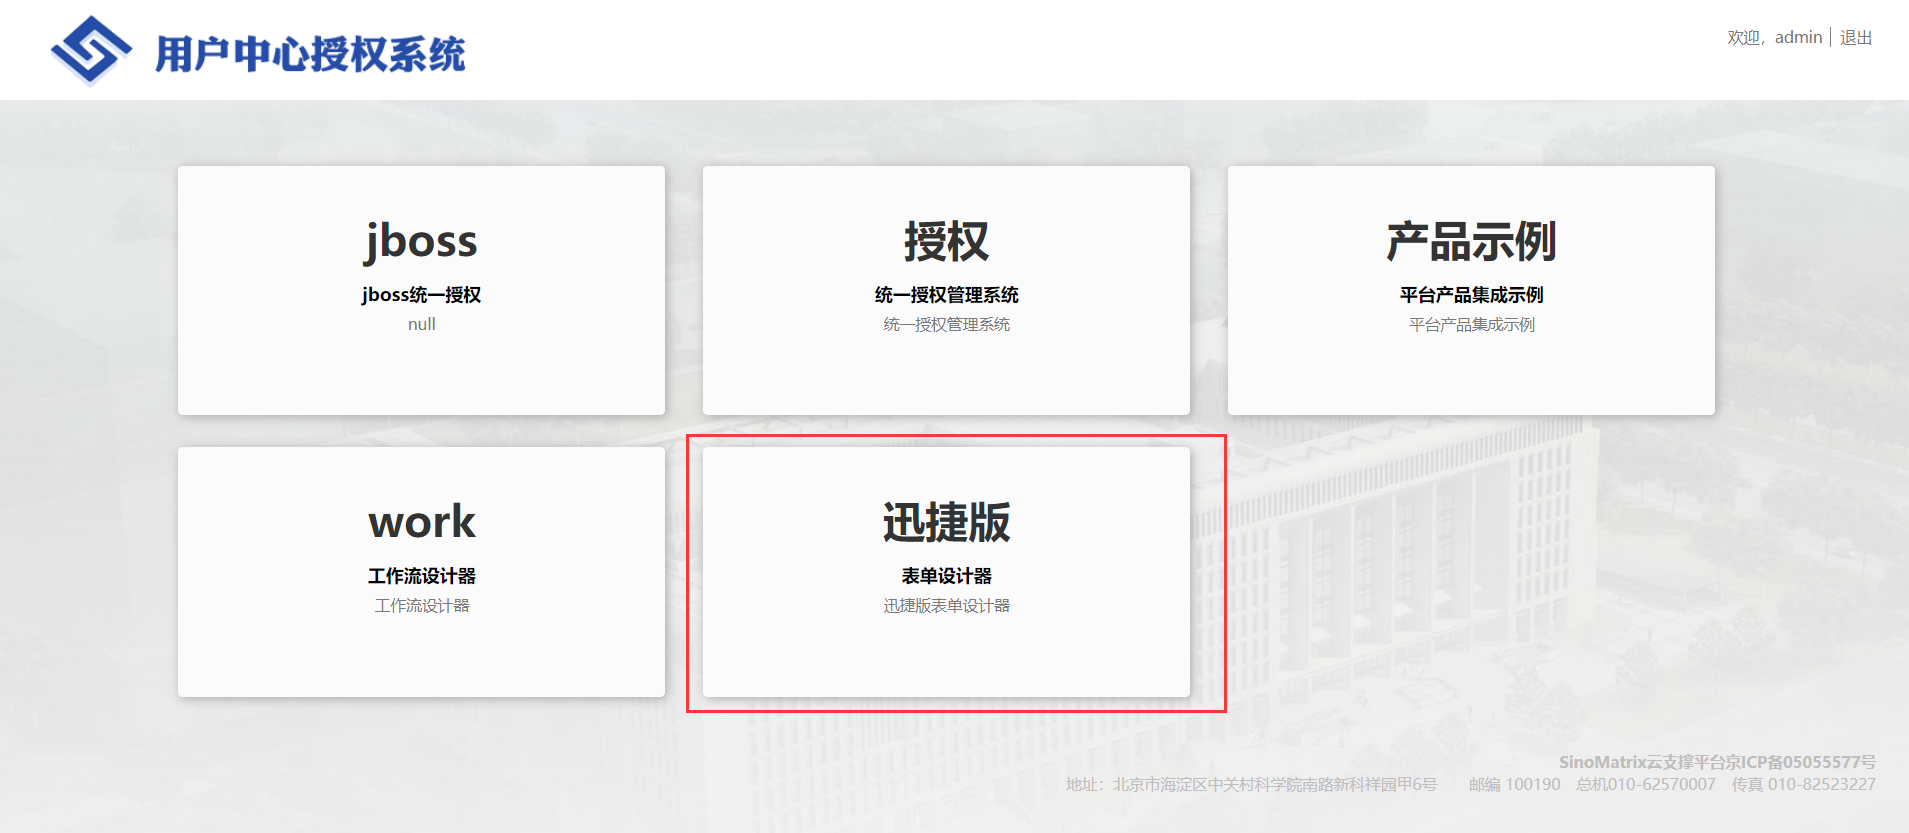 用户中心授权系统
欢迎，admin | 退出
jboss
jboss统一授权
null
授权
统一授权管理系统
统一授权管理系统
产品示例
平台产品集成示例
平台产品集成示例
work
工作流设计器
工作流设计器
迅捷版
表单设计器
迅捷版表单设计器
SinoMatrix云支撑平台京ICP备05055577号
地址：北京市海淀区中关村科学院南路新科祥园甲6号 邮编 100190 总机010-62570007 传真 010-82523227